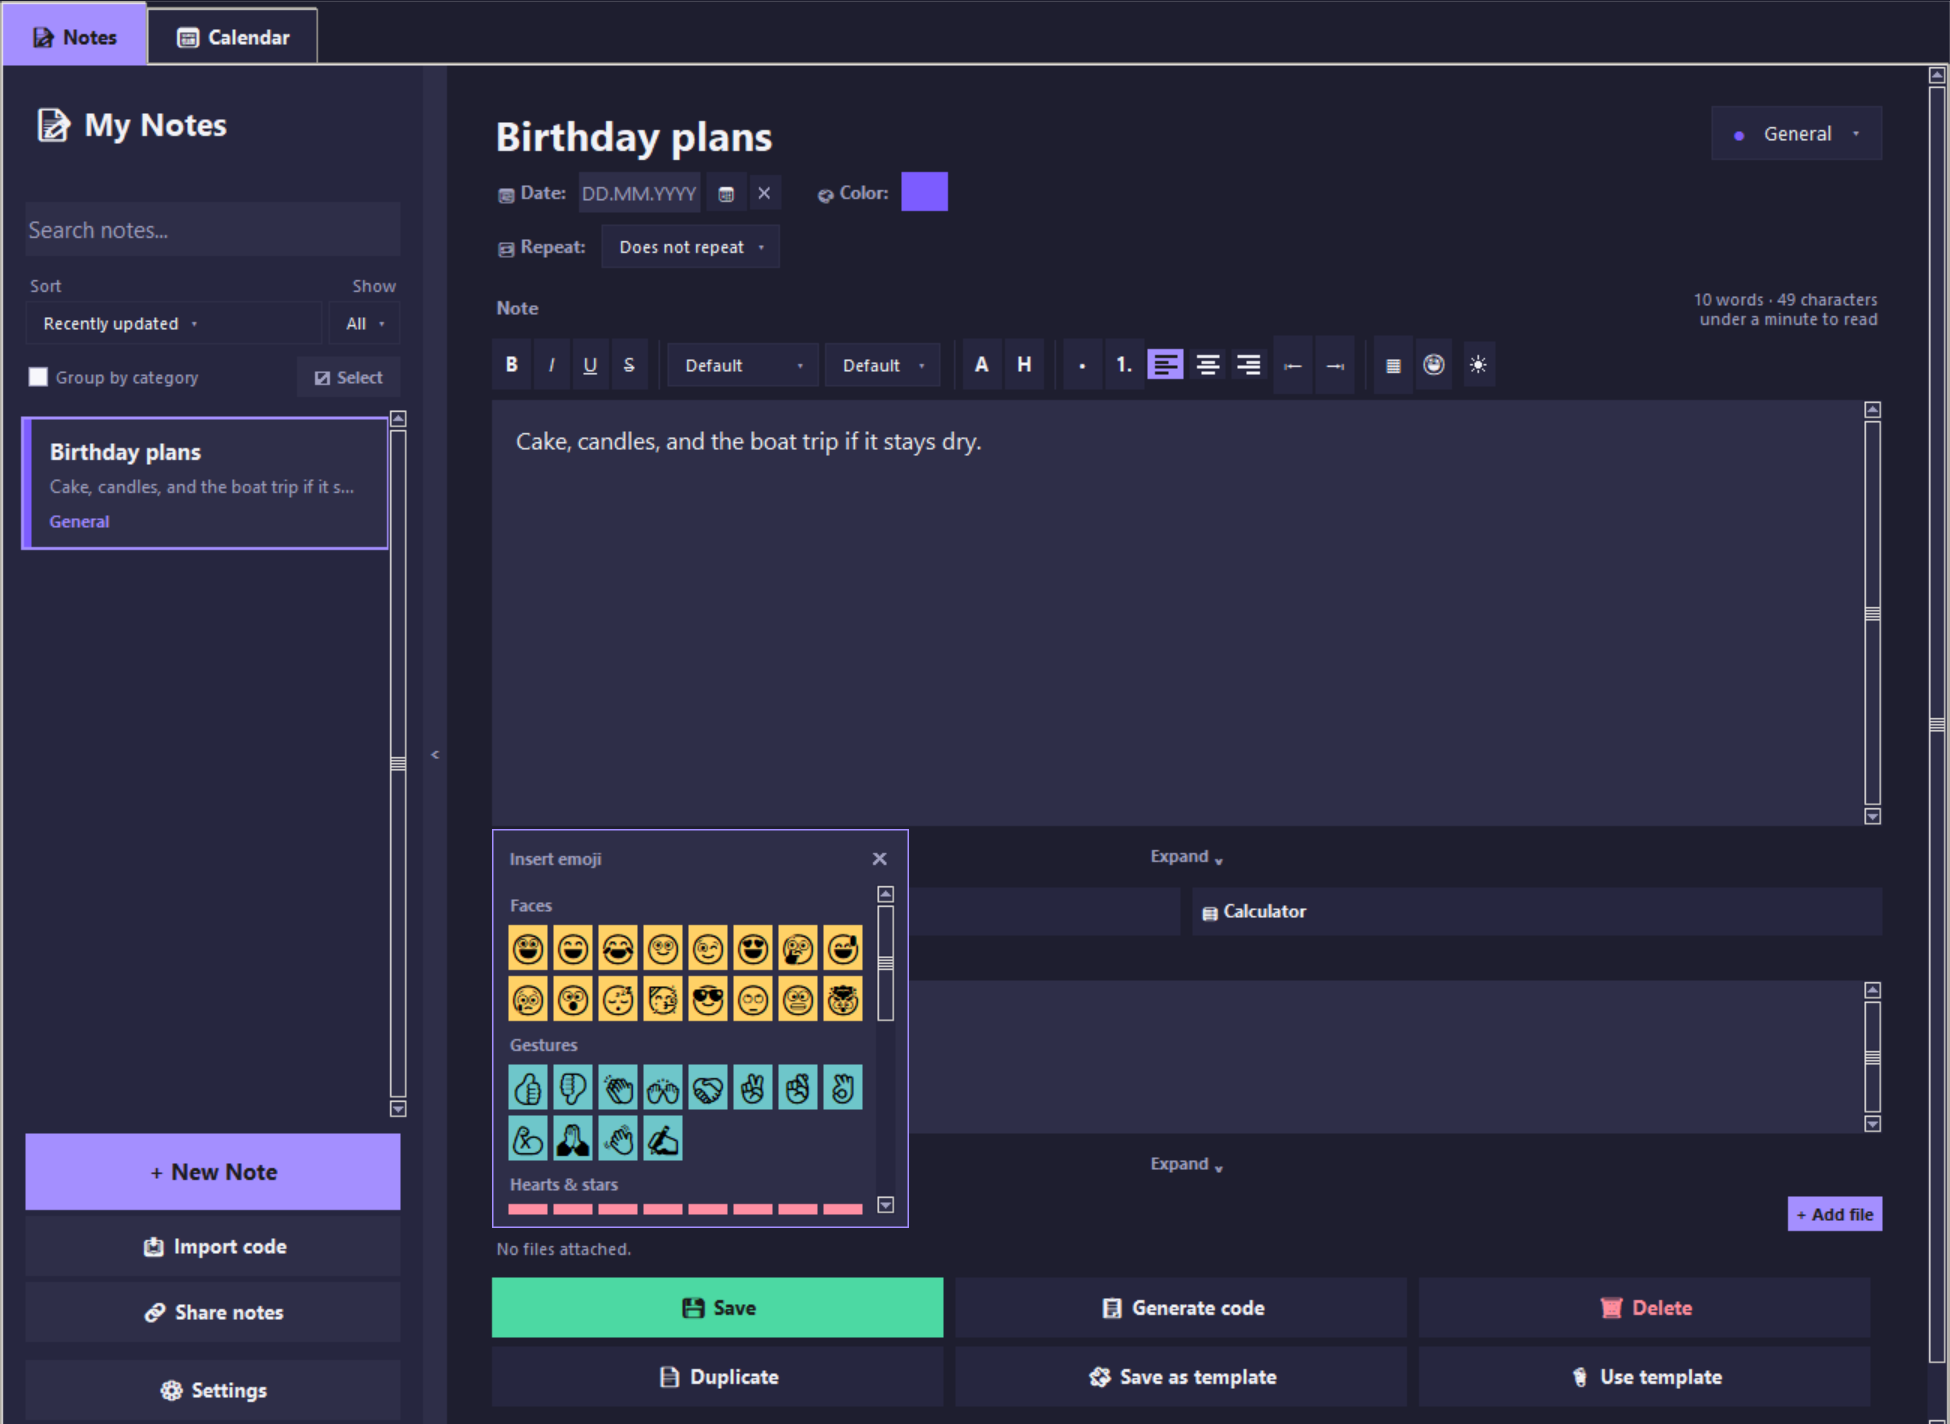 Notes
Calendar
My Notes
Search notes...
Sort
Show
Recently updated
All
Group by category
Select
Birthday plans
Cake, candles, and the boat trip if it s...
General
+ New Note
Import code
Share notes
Settings
<
Birthday plans
General
Date:
DD.MM.YYYY
Color:
Repeat:
Does not repeat
Note
10 words · 49 characters
under a minute to read
B I U S Default Default A H • 1.
Cake, candles, and the boat trip if it stays dry.
Expand
Insert emoji
Faces
Gestures
Hearts & stars
Calculator
Expand
+ Add file
No files attached.
Save
Generate code
Delete
Duplicate
Save as template
Use template